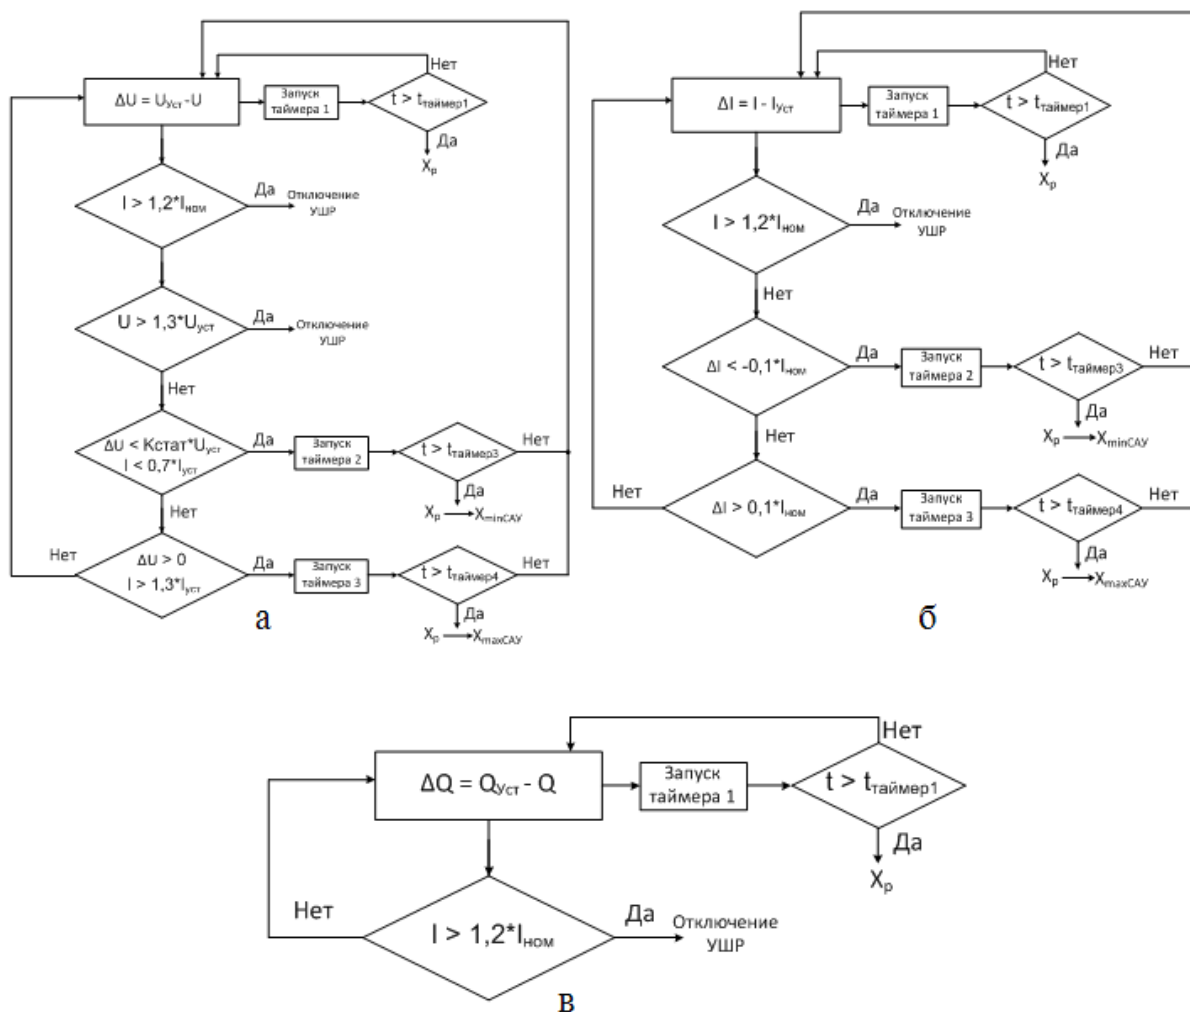 Нет
ΔU = Uуст - U
Запуск
таймера 1
t > tтаймер1
Да
Xр
I > 1,2*Iном
Да
Отключение
УШР
U > 1,3*Uуст
Да
Отключение
УШР
Нет
ΔU < Kстат*Uуст
I < 0,7*Iуст
Да
Запуск
таймера 2
t > tтаймер3
Нет
Да
Xр
XminСАУ
Нет
Нет
ΔU > 0
I > 1,3*Iуст
Да
Запуск
таймера 3
t > tтаймер4
Нет
Да
Xр
XmaxСАУ
а
Нет
ΔI = I - Iуст
Запуск
таймера 1
t > tтаймер1
Да
Xр
I > 1,2*Iном
Да
Отключение
УШР
Нет
ΔI < -0,1*Iном
Да
Запуск
таймера 2
t > tтаймер3
Нет
Да
Xр
XminСАУ
Нет
Нет
ΔI > 0,1*Iном
Да
Запуск
таймера 3
t > tтаймер4
Нет
Да
Xр
XmaxСАУ
б
Нет
ΔQ = Qуст - Q
Запуск
таймера 1
t > tтаймер1
Да
Xр
Нет
I > 1,2*Iном
Да
Отключение
УШР
в